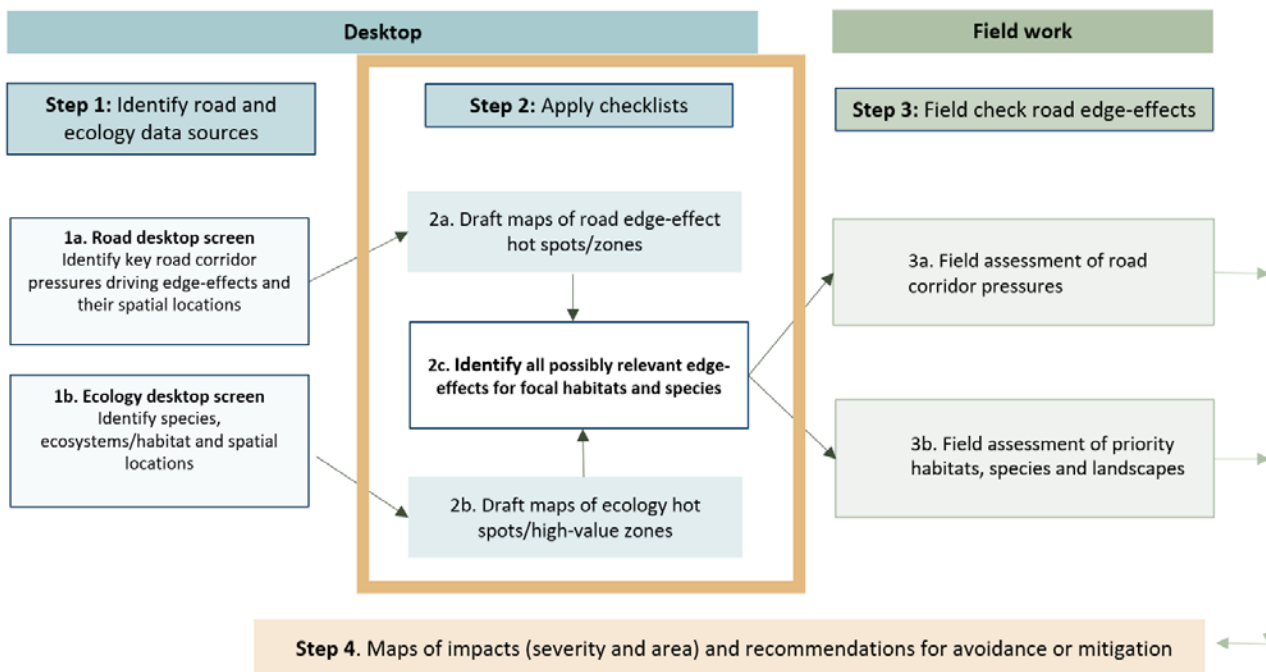 Desktop
Field work
Step 1: Identify road and
ecology data sources
Step 2: Apply checklists
Step 3: Field check road edge-effects
1a. Road desktop screen
Identify key road corridor
pressures driving edge-effects and
their spatial locations
2a. Draft maps of road edge-effect
hot spots/zones
3a. Field assessment of road
corridor pressures
2c. Identify all possibly relevant edge-
effects for focal habitats and species
1b. Ecology desktop screen
Identify species,
ecosystems/habitat and spatial
locations
3b. Field assessment of priority
habitats, species and landscapes
2b. Draft maps of ecology hot
spots/high-value zones
Step 4. Maps of impacts (severity and area) and recommendations for avoidance or mitigation